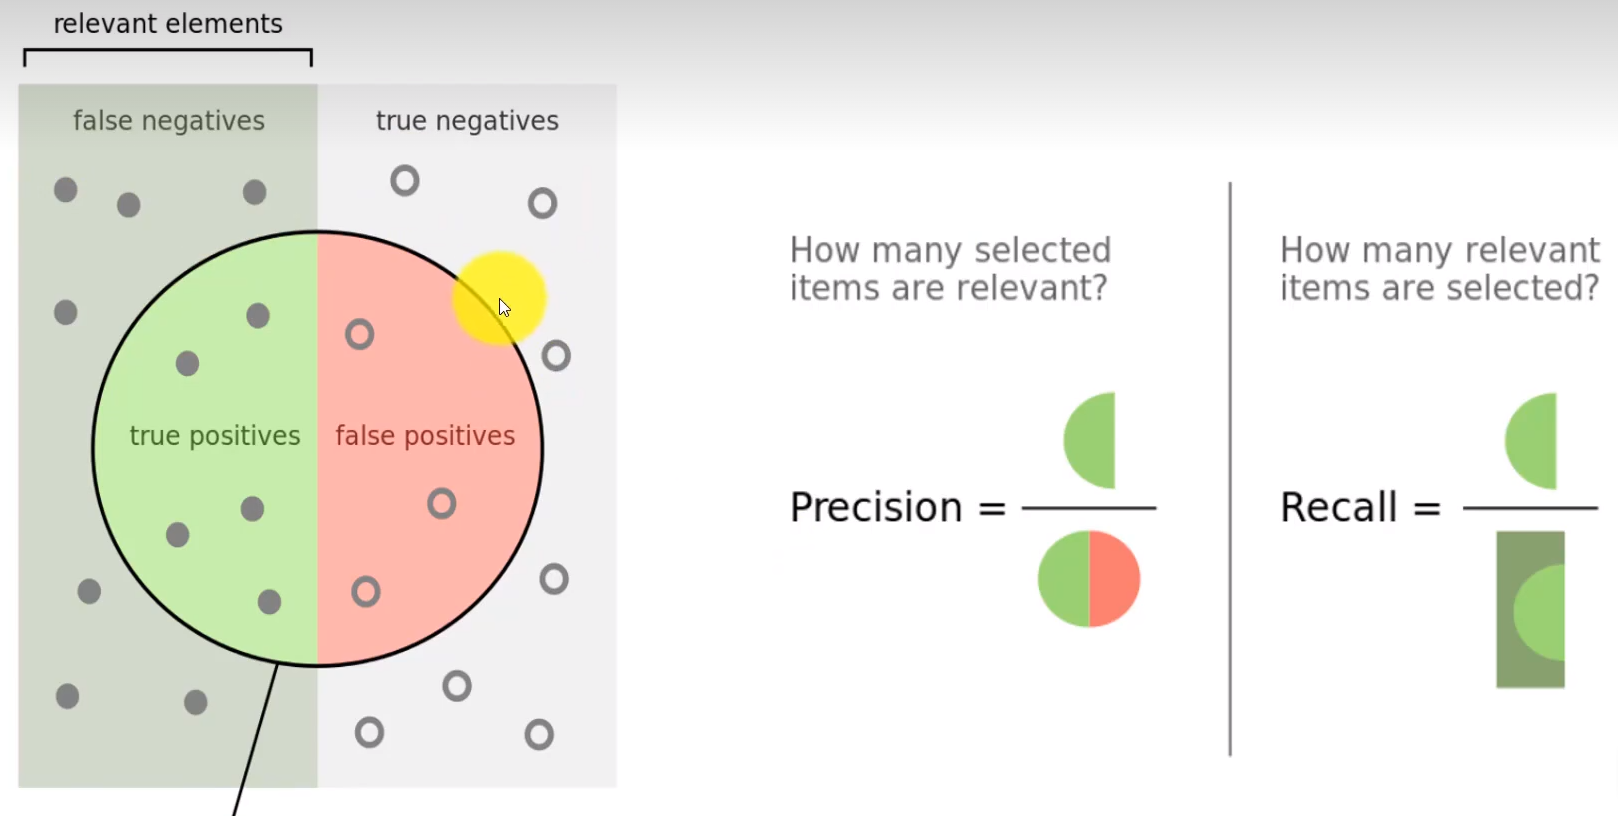 relevant elements
false negatives
true negatives
true positives
false positives
How many selected
items are relevant?
Precision =
How many relevant
items are selected?
Recall =